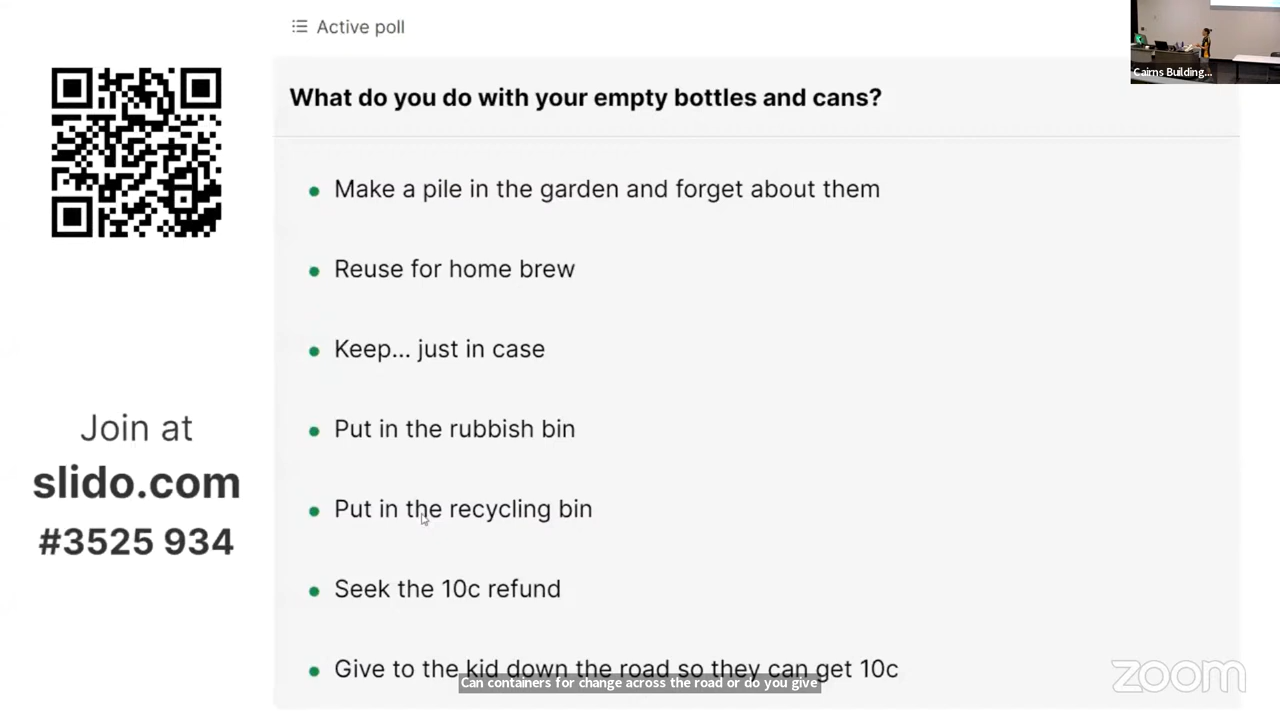 Active poll
Cairns Building...
What do you do with your empty bottles and cans?
Make a pile in the garden and forget about them
Reuse for home brew
Keep... just in case
Put in the rubbish bin
Put in the recycling bin
Seek the 10c refund
Give to the kid down the road so they can get 10c
Can containers for change across the road or do you give
Join at
slido.com
#3525 934
zoom